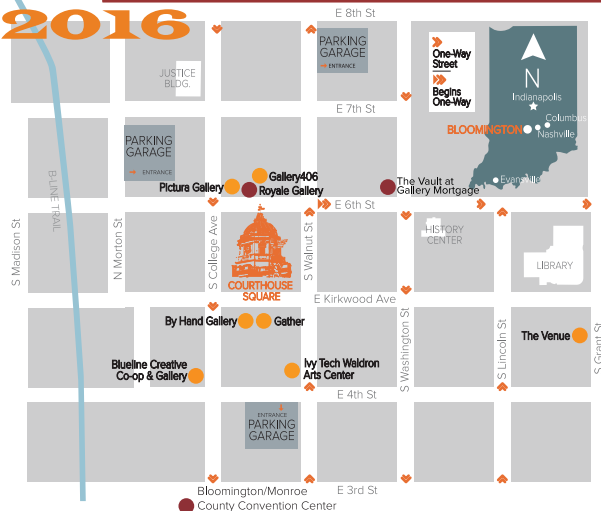 2016
E 8th St
PARKING
GARAGE
ENTRANCE
One-Way
Street
Begins
One-Way
N
Indianapolis
Columbus
BLOOMINGTON
Nashville
Evansville
JUSTICE
BLDG.
E 7th St
PARKING
GARAGE
ENTRANCE
Gallery406
Pictura Gallery
Royale Gallery
The Vault at
Gallery Mortgage
E 6th St
B-LINE TRAIL
S Madison St
N Morton St
S College Ave
S Walnut St
HISTORY
CENTER
LIBRARY
COURTHOUSE
SQUARE
E Kirkwood Ave
By Hand Gallery
Gather
S Washington St
S Lincoln St
The Venue
S Grant St
Blueline Creative
Co-op & Gallery
Ivy Tech Waldron
Arts Center
E 4th St
ENTRANCE
PARKING
GARAGE
E 3rd St
Bloomington/Monroe
County Convention Center